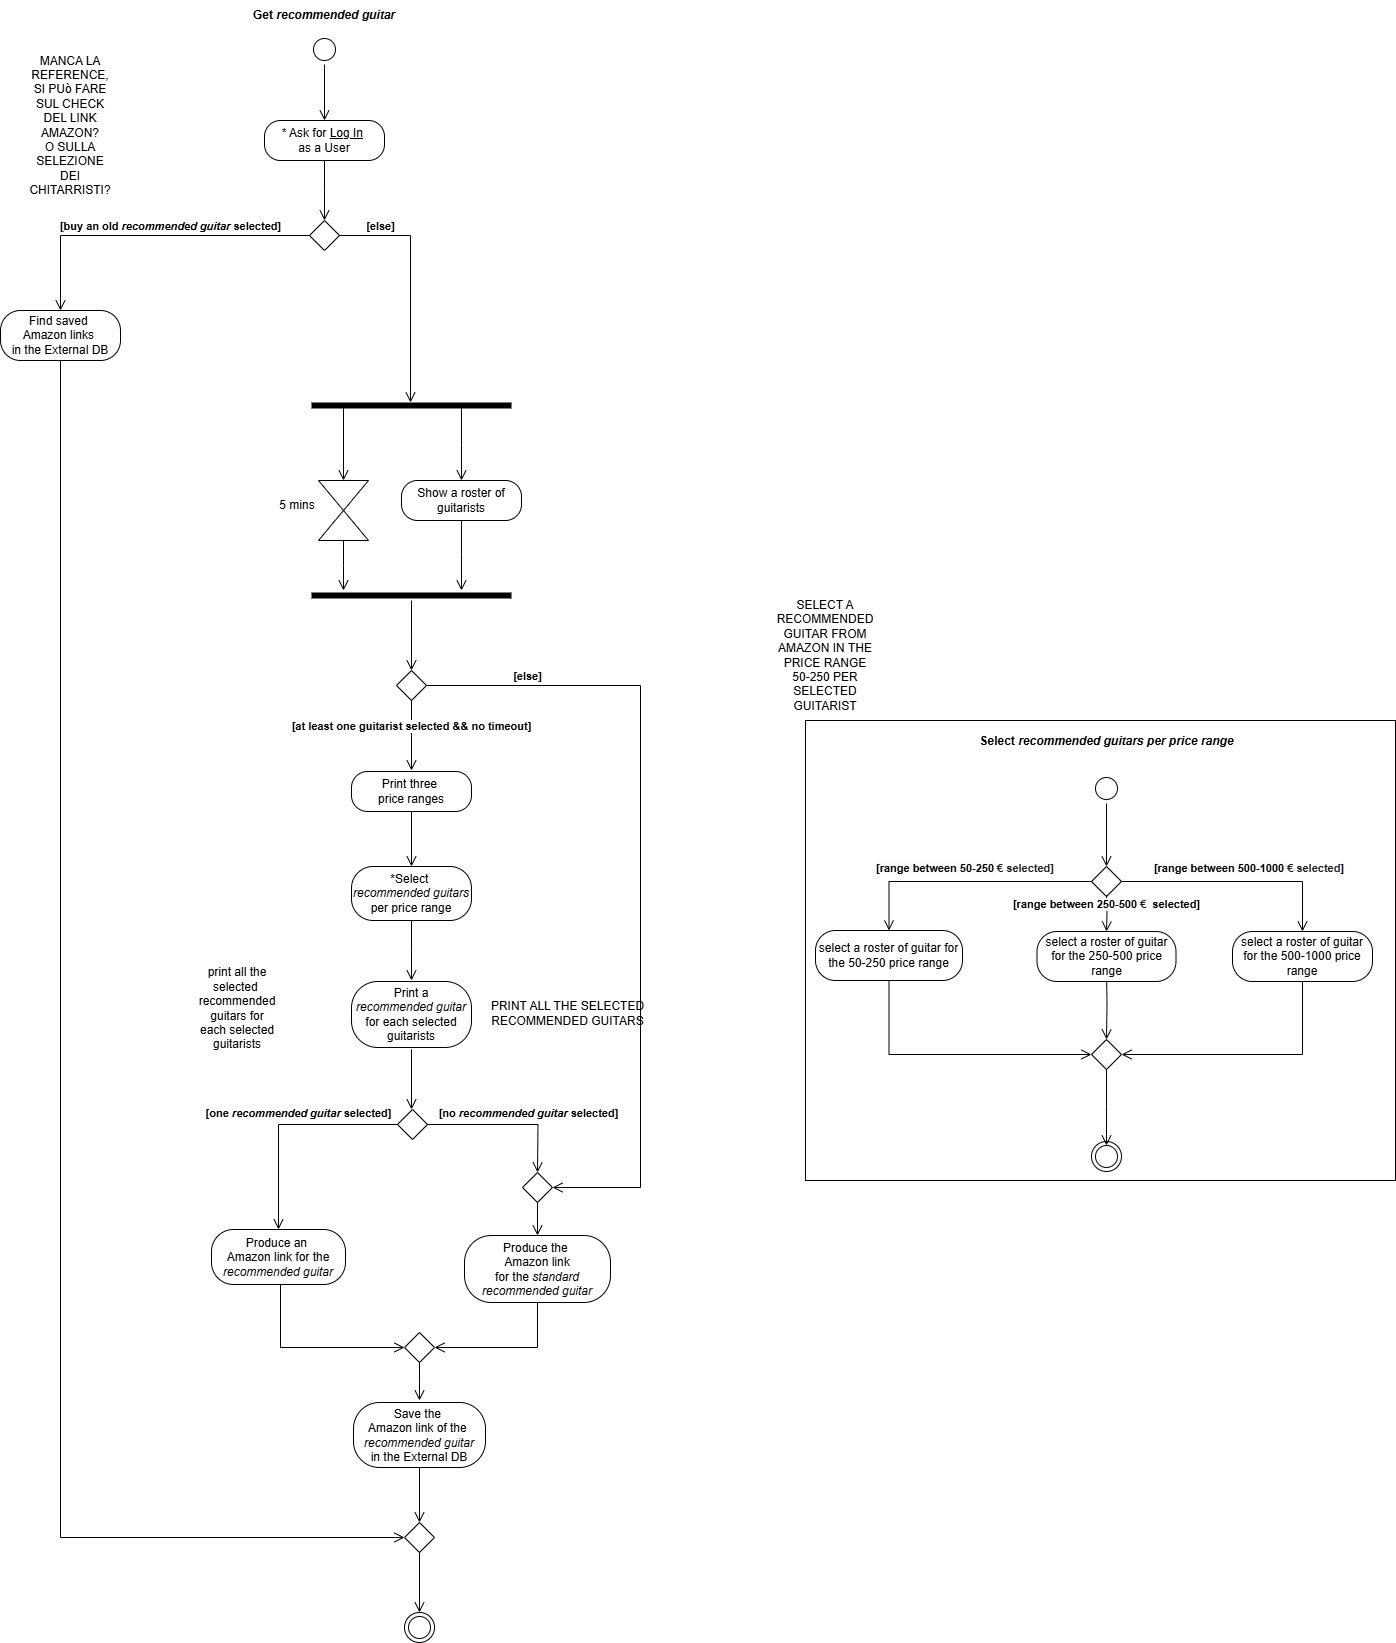 Get recommended guitar
MANCA LA
REFERENCE,
SI PUò FARE
SUL CHECK
DEL LINK
AMAZON?
O SULLA
SELEZIONE
DEI
CHITARRISTI?
* Ask for Log In
as a User
[buy an old recommended guitar selected]
[else]
Find saved
Amazon links
in the External DB
5 mins
Show a roster of
guitarists
[else]
[at least one guitarist selected && no timeout]
Print three
price ranges
*Select
recommended guitars
per price range
print all the
selected
recommended
guitars for
each selected
guitarists
Print a
recommended guitar
for each selected
guitarists
PRINT ALL THE SELECTED
RECOMMENDED GUITARS
[one recommended guitar selected]
[no recommended guitar selected]
Produce an
Amazon link for the
recommended guitar
Produce the
Amazon link
for the standard
recommended guitar
Save the
Amazon link of the
recommended guitar
in the External DB
SELECT A
RECOMMENDED
GUITAR FROM
AMAZON IN THE
PRICE RANGE
50-250 PER
SELECTED
GUITARIST
Select recommended guitars per price range
[range between 50-250 € selected]
[range between 500-1000 € selected]
[range between 250-500 € selected]
select a roster of guitar for
the 50-250 price range
select a roster of guitar
for the 250-500 price
range
select a roster of guitar
for the 500-1000 price
range